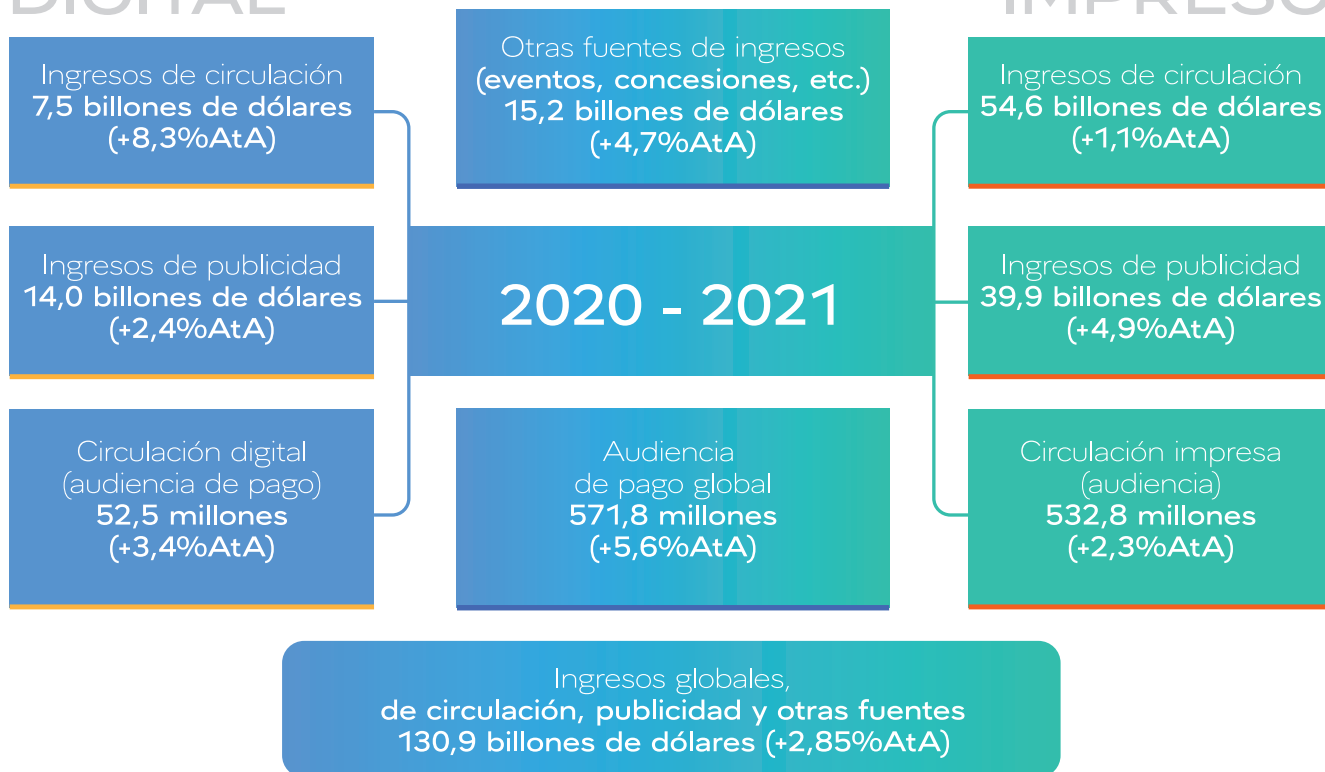 DIGITAL
IMPRESO
Ingresos de circulación
7,5 billones de dólares
(+8,3%AtA)
Otras fuentes de ingresos
(eventos, concesiones, etc.)
15,2 billones de dólares
(+4,7%AtA)
Ingresos de circulación
54,6 billones de dólares
(+1,1%AtA)
Ingresos de publicidad
14,0 billones de dólares
(+2,4%AtA)
2020 - 2021
Ingresos de publicidad
39,9 billones de dólares
(+4,9%AtA)
Circulación digital
(audiencia de pago)
52,5 millones
(+3,4%AtA)
Audiencia
de pago global
571,8 millones
(+5,6%AtA)
Circulación impresa
(audiencia)
532,8 millones
(+2,3%AtA)
Ingresos globales,
de circulación, publicidad y otras fuentes
130,9 billones de dólares (+2,85%AtA)